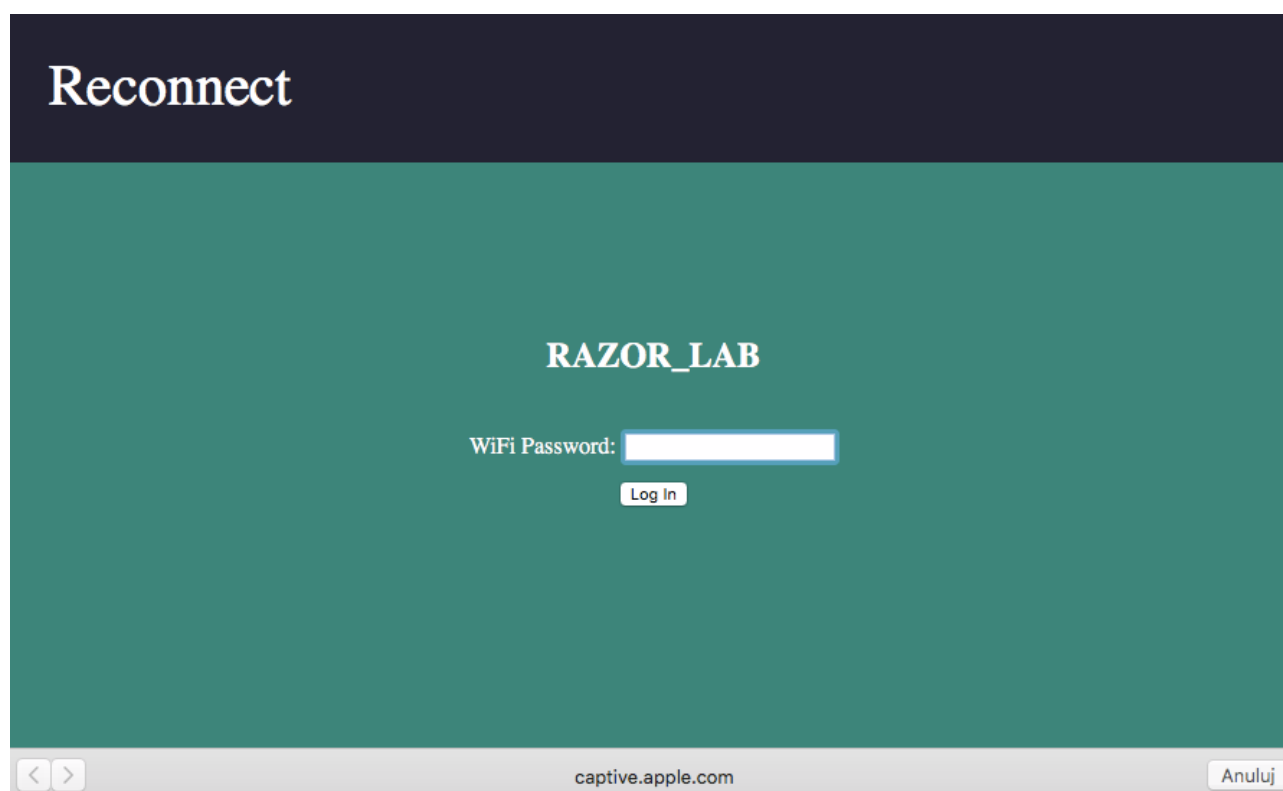 Reconnect
RAZOR_LAB
WiFi Password:
Log In
captive.apple.com
Anuluj